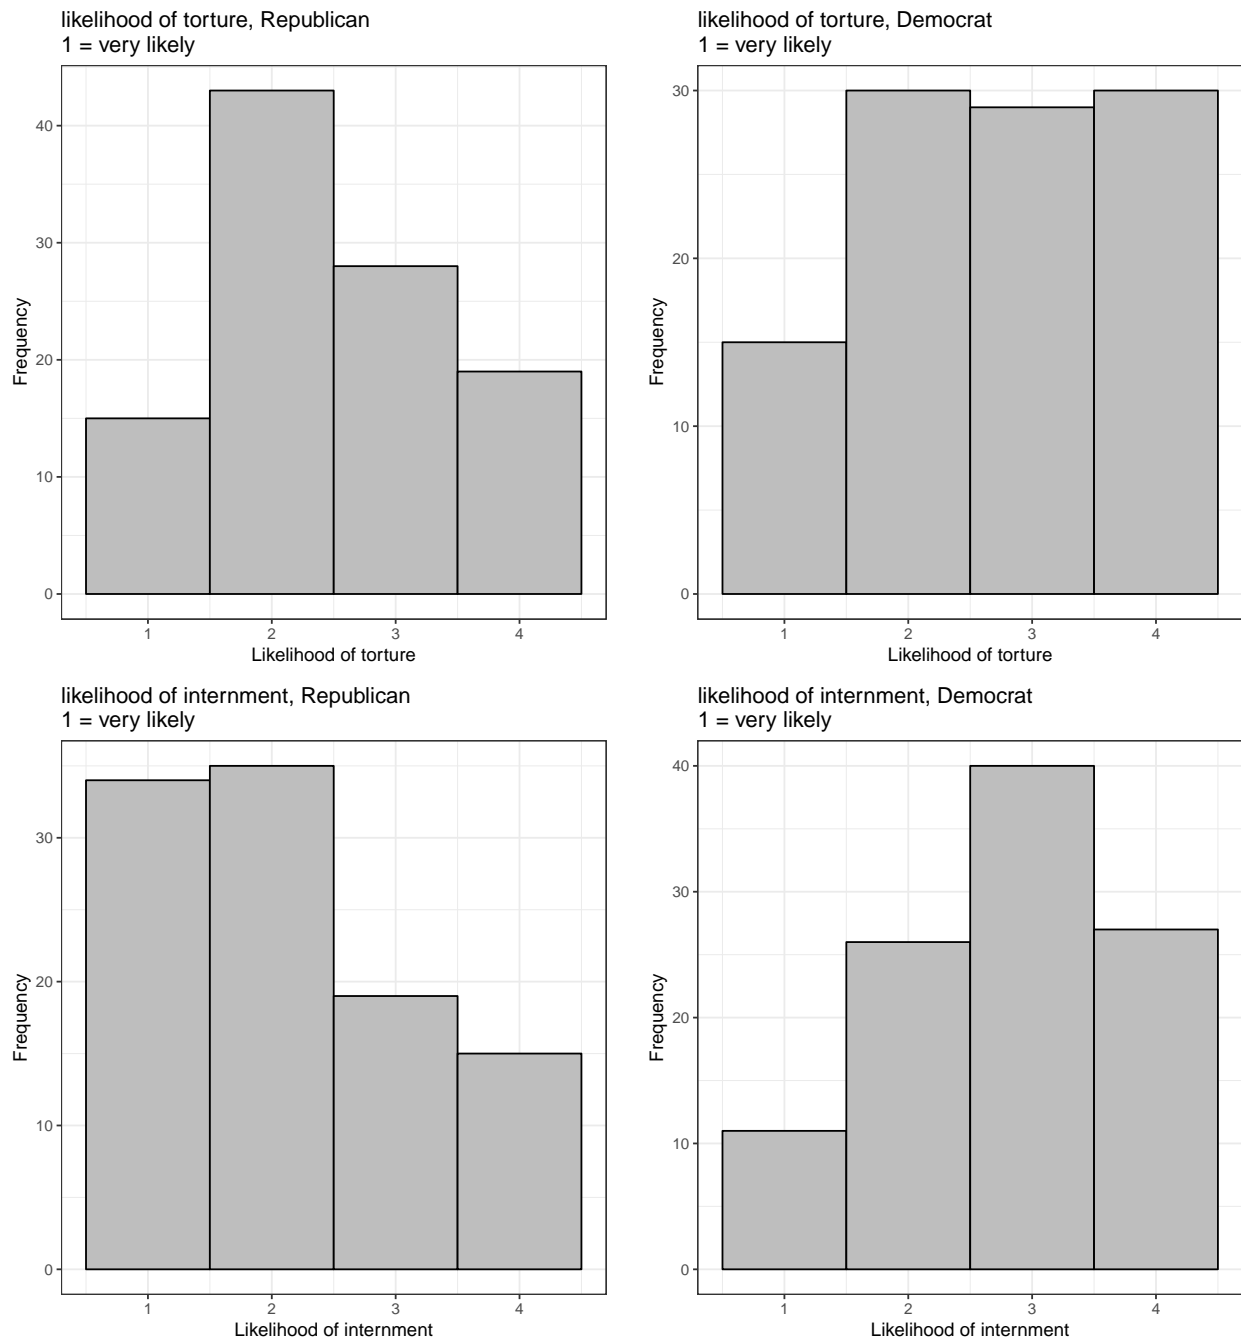 likelihood of torture, Republican
1 = very likely
Frequency
40
30
20
10
0
1 2 3 4
Likelihood of torture
likelihood of torture, Democrat
1 = very likely
Frequency
30
20
10
0
1 2 3 4
Likelihood of torture
likelihood of internment, Republican
1 = very likely
Frequency
30
20
10
0
1 2 3 4
Likelihood of internment
likelihood of internment, Democrat
1 = very likely
Frequency
40
30
20
10
0
1 2 3 4
Likelihood of internment